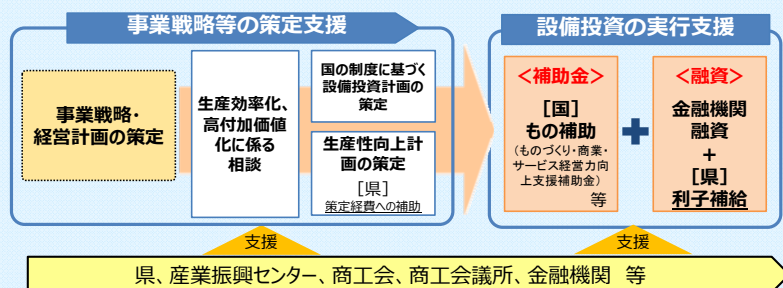 事業戦略等の策定支援
設備投資の実行支援
事業戦略・
経営計画の策定
生産効率化、
高付加価値
化に係る
相談
国の制度に基づく
設備投資計画の
策定
生産性向上計
画の策定
［県］
策定経費への補助
＜補助金＞
［国］
もの補助
（ものづくり・商業・
サービス経営力向
上支援補助金）
等
＜融資＞
金融機関
融資
＋
［県］
利子補給
支援
支援
県、産業振興センター、商工会、商工会議所、金融機関 等